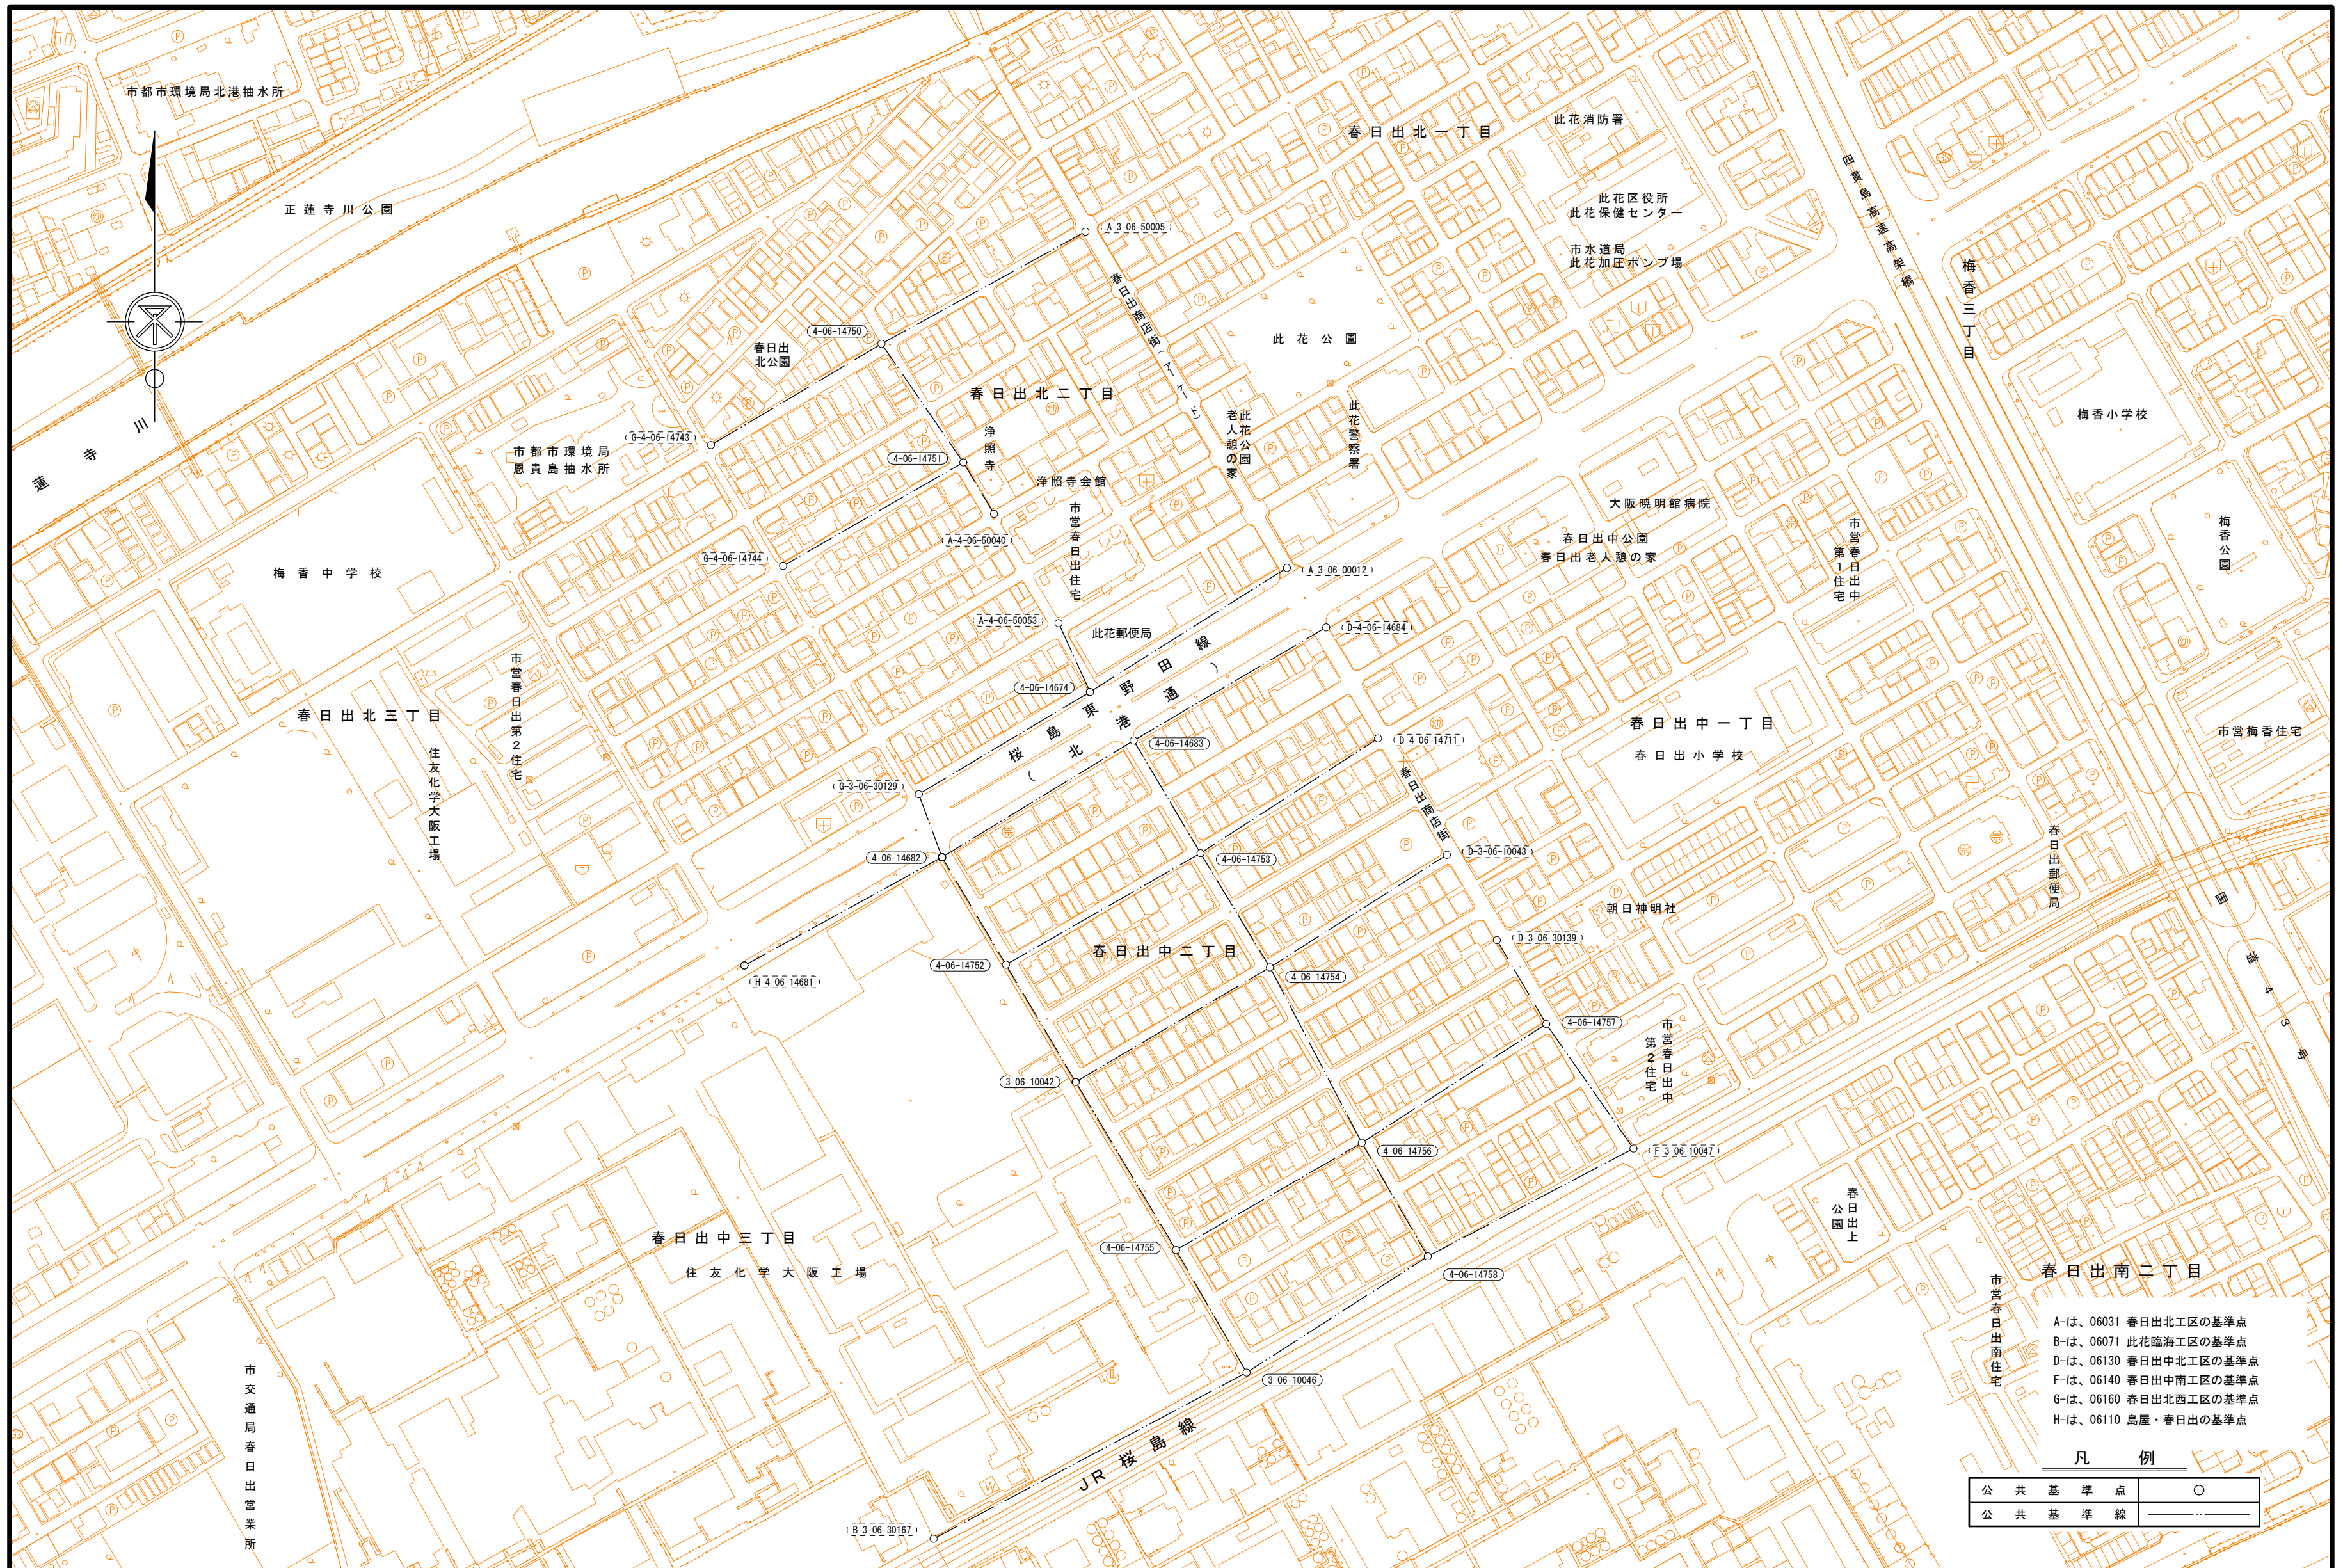 市都市環境局北港抽水所
正蓮寺川公園
蓮寺川
春日出北一丁目
此花消防署
此花区役所
此花保健センター
市水道局
此花加圧ポンプ場
四貫島高速高架橋
梅香三丁目
A-3-06-50005
春日出商店街(アーケード)
此花公園
4-06-14750
春日出
北公園
春日出北二丁目
G-4-06-14743
市都市環境局
恩貴島抽水所
4-06-14751
浄照寺
浄照寺会館
此花公園
老人憩の家
此花警察署
梅香小学校
A-4-06-50040
G-4-06-14744
市営春日出住宅
大阪暁明館病院
春日出中公園
春日出老人憩の家
市営春日出中
第1住宅
梅香公園
梅香中学校
A-3-06-00012
A-4-06-50053
此花郵便局
D-4-06-14684
市営春日出第2住宅
4-06-14674
桜島東野田線
(北港通)
春日出北三丁目
住友化学大阪工場
4-06-14683
D-4-06-14711
春日出商店街
春日出中一丁目
春日出小学校
市営梅香住宅
G-3-06-30129
4-06-14682
4-06-14753
D-3-06-10043
春日出郵便局
国道43号
朝日神明社
春日出中二丁目
D-3-06-30139
4-06-14752
H-4-06-14681
4-06-14754
4-06-14757
市営春日出中
第2住宅
3-06-10042
4-06-14756
F-3-06-10047
春日出上
公園
春日出中三丁目
住友化学大阪工場
4-06-14755
4-06-14758
春日出南二丁目
市営春日出南住宅
市交通局春日出営業所
3-06-10046
JR桜島線
B-3-06-30167
A-は、06031 春日出北工区の基準点
B-は、06071 此花臨海工区の基準点
D-は、06130 春日出中北工区の基準点
F-は、06140 春日出中南工区の基準点
G-は、06160 春日出北西工区の基準点
H-は、06110 島屋・春日出の基準点
凡例
公共基準点
公共基準線